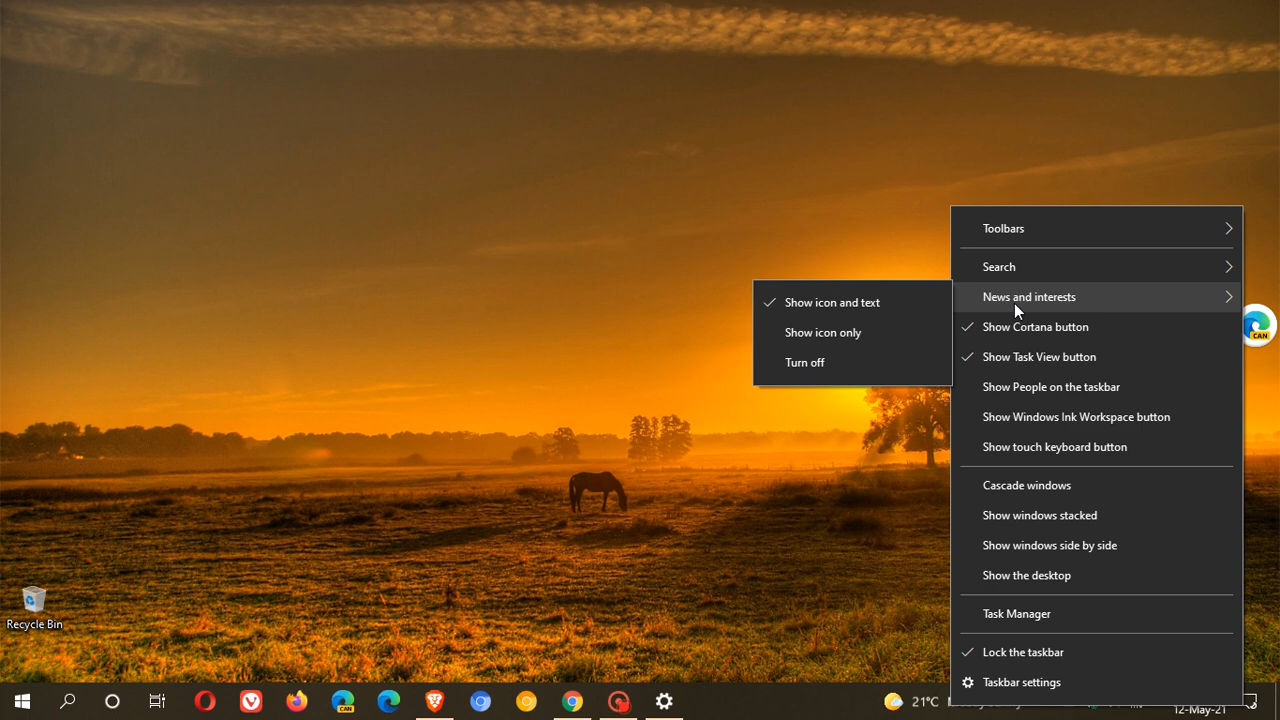 Toolbars
Search
News and interests
Show Cortana button
Show Task View button
Show People on the taskbar
Show Windows Ink Workspace button
Show touch keyboard button
Cascade windows
Show windows stacked
Show windows side by side
Show the desktop
Task Manager
Lock the taskbar
Taskbar settings
Show icon and text
Show icon only
Turn off
CAN
Recycle Bin
CAN
21°C
12-May-21